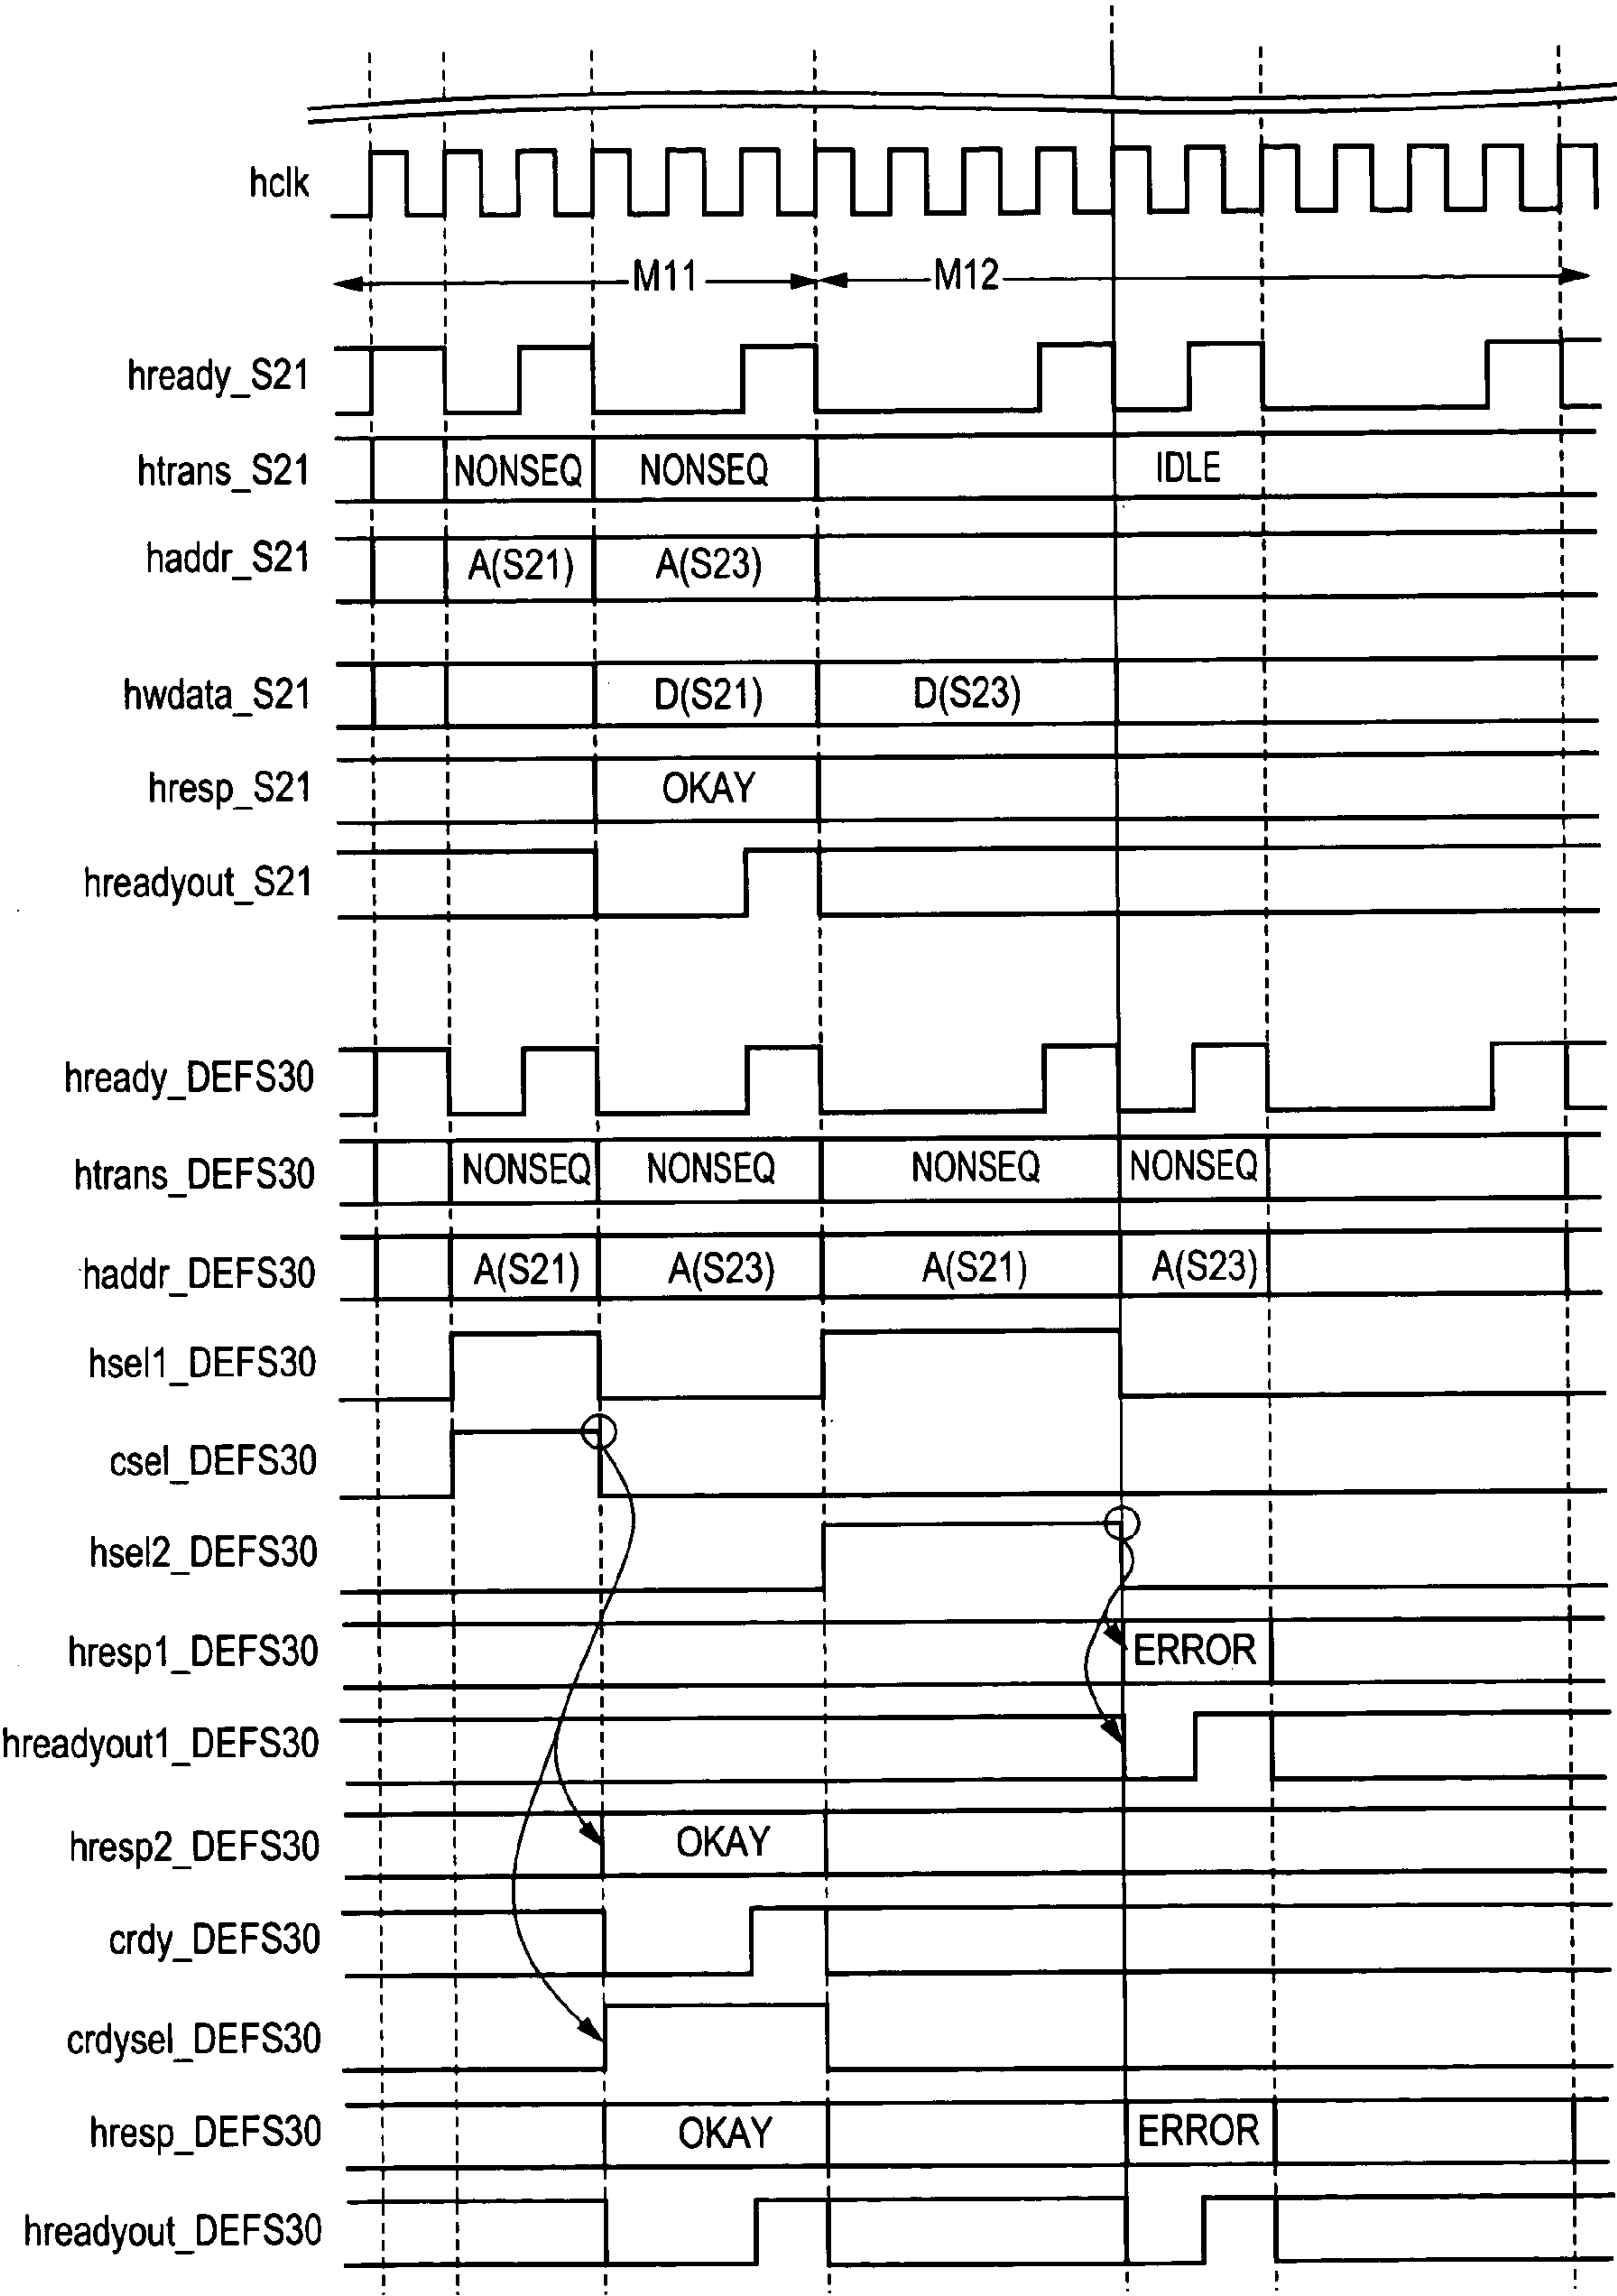 hclk
M11 M12
hready_S21
htrans_S21 NONSEQ NONSEQ IDLE
haddr_S21 A(S21) A(S23)
hwdata_S21 D(S21) D(S23)
hresp_S21 OKAY
hreadyout_S21
hready_DEFS30
htrans_DEFS30 NONSEQ NONSEQ NONSEQ NONSEQ
haddr_DEFS30 A(S21) A(S23) A(S21) A(S23)
hsel1_DEFS30
csel_DEFS30
hsel2_DEFS30
hresp1_DEFS30 ERROR
hreadyout1_DEFS30
hresp2_DEFS30 OKAY
crdy_DEFS30
crdysel_DEFS30
hresp_DEFS30 OKAY ERROR
hreadyout_DEFS30